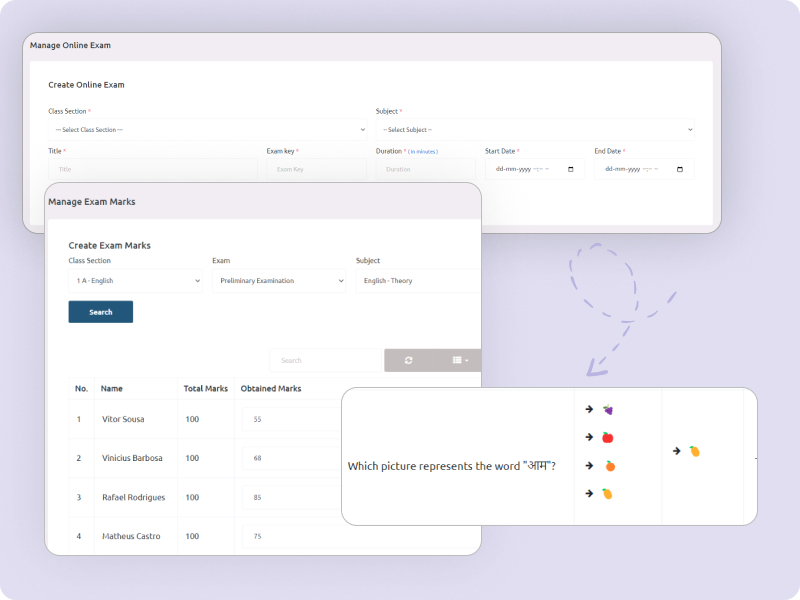 Manage Online Exam
Create Online Exam
Class Section *
Subject *
-- Select Class Section --
-- Select Subject --
Title *
Exam key *
Duration * ( in minutes )
Start Date *
End Date *
Title
Exam Key
Duration
dd-mm-yyyy --:-- --
dd-mm-yyyy --:-- --
Manage Exam Marks
Create Exam Marks
Class Section
Exam
Subject
1 A - English
Preliminary Examination
English - Theory
Search
Search
No. Name Total Marks Obtained Marks
1 Vitor Sousa 100 55
2 Vinícius Barbosa 100 68
3 Rafael Rodrigues 100 85
4 Matheus Castro 100 75
Which picture represents the word "आम"?